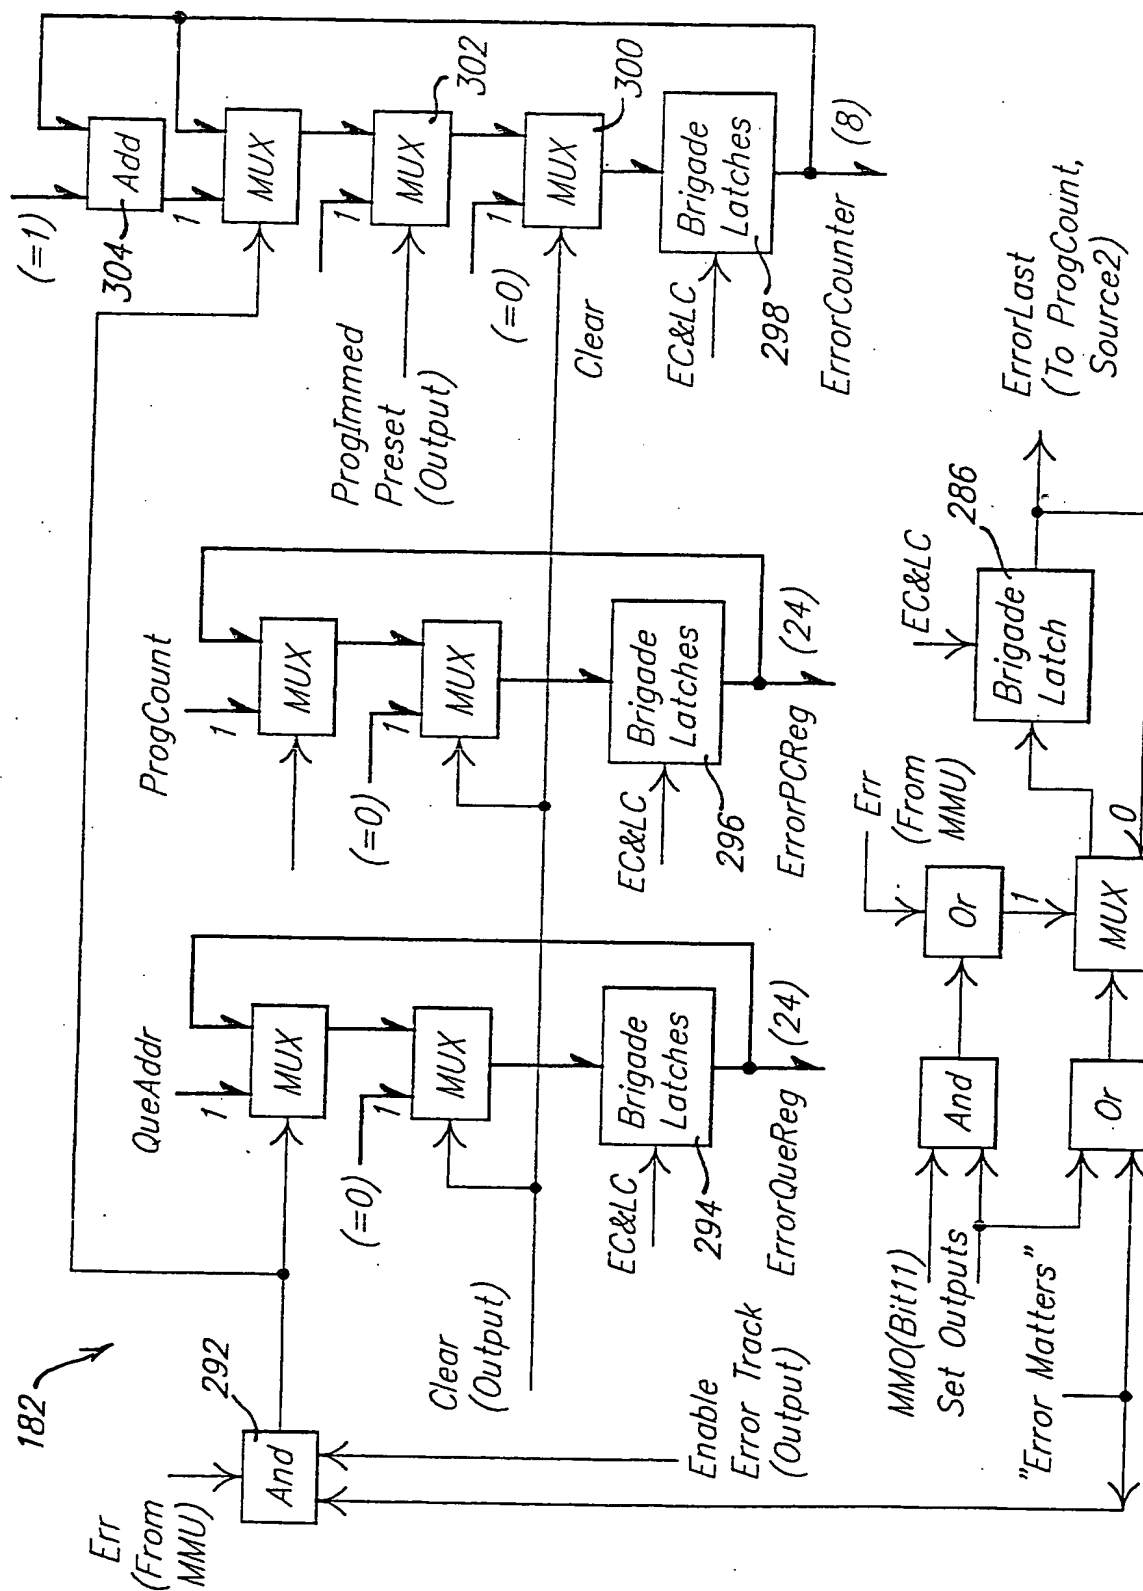 182
Err
(From
MMU)
And
292
Enable
Error Track
(Output)
Clear
(Output)
QueAddr
1
MUX
(=0)
1
MUX
EC&LC
Brigade
Latches
294
ErrorQueReg
(24)
ProgCount
1
MUX
(=0)
1
MUX
EC&LC
Brigade
Latches
296
ErrorPCReg
(24)
(=1)
304
Add
1
MUX
ProgImmed
Preset
(Output)
1
MUX
302
(=0)
1
MUX
300
Clear
EC&LC
Brigade
Latches
298
ErrorCounter
(8)
MMO(Bit11)
Set Outputs
"Error Matters"
And
Or
Err
(From
MMU)
Or
1
MUX
0
EC&LC
Brigade
Latch
286
ErrorLast
(To ProgCount,
Source2)